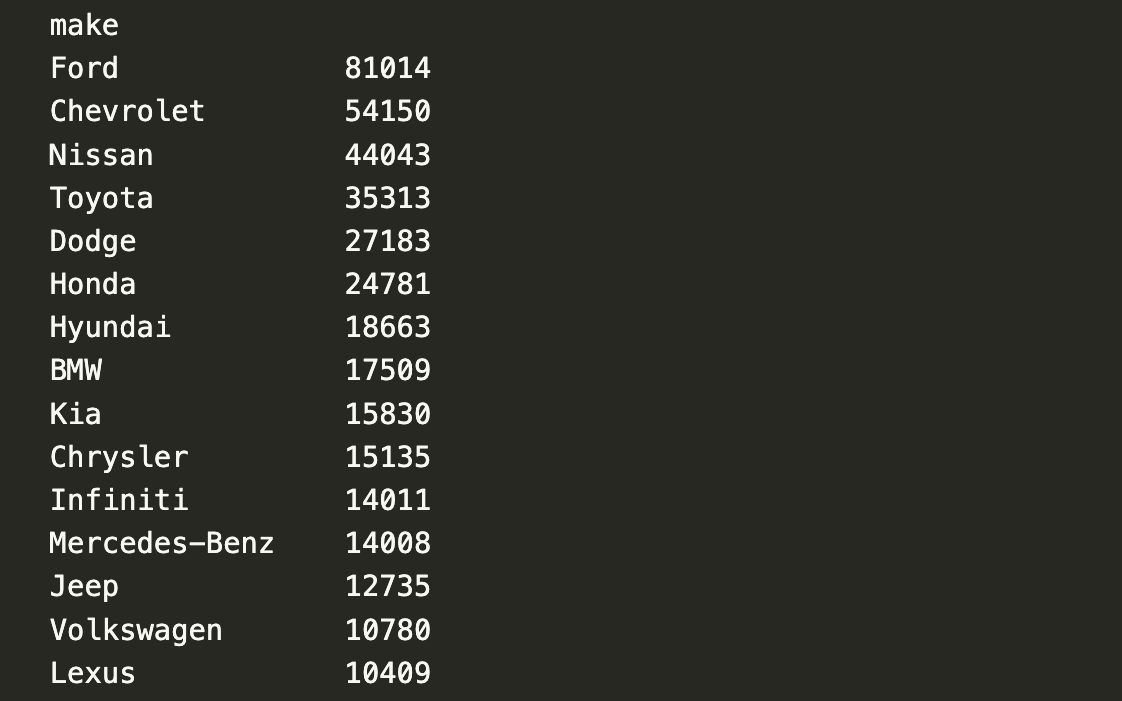 make
Ford 81014
Chevrolet 54150
Nissan 44043
Toyota 35313
Dodge 27183
Honda 24781
Hyundai 18663
BMW 17509
Kia 15830
Chrysler 15135
Infiniti 14011
Mercedes-Benz 14008
Jeep 12735
Volkswagen 10780
Lexus 10409